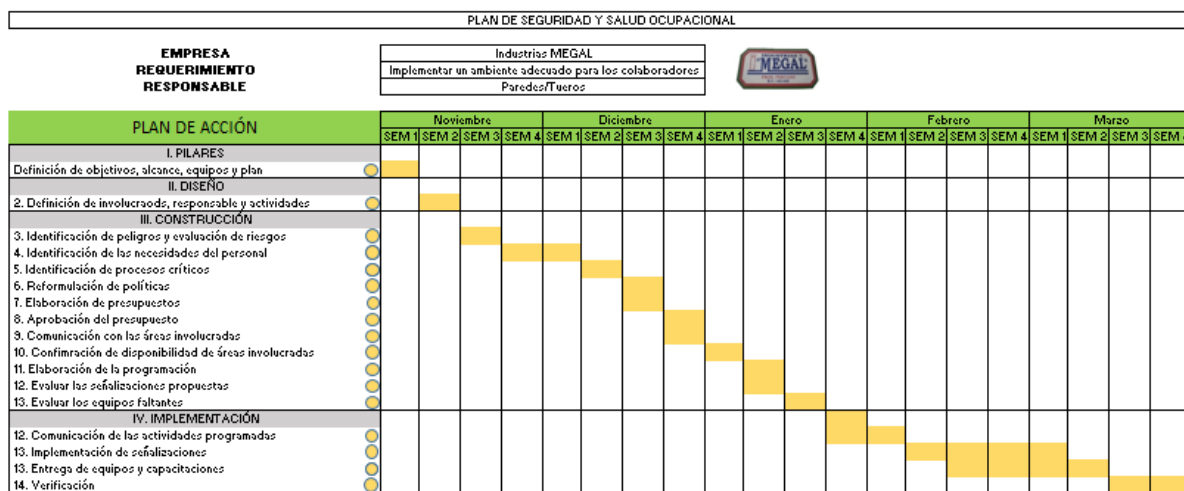 PLAN DE SEGURIDAD Y SALUD OCUPACIONAL
EMPRESA Industrias MEGAL
REQUERIMIENTO Implementar un ambiente adecuado para los colaboradores
RESPONSABLE Paredes/Tueros
MEGAL
PLAN DE ACCIÓN Noviembre Diciembre Enero Febrero Marzo
SEM 1 SEM 2 SEM 3 SEM 4 SEM 1 SEM 2 SEM 3 SEM 4 SEM 1 SEM 2 SEM 3 SEM 4 SEM 1 SEM 2 SEM 3 SEM 4 SEM 1 SEM 2 SEM 3 SEM 4
I. PILARES
Definición de objetivos, alcance, equipos y plan
II. DISEÑO
2. Definición de involucraods, responsable y actividades
III. CONSTRUCCIÓN
3. Identificación de peligros y evaluación de riesgos
4. Identificación de las necesidades del personal
5. Identificación de procesos críticos
6. Reformulación de políticas
7. Elaboración de presupuestos
8. Aprobación del presupuesto
9. Comunicación con las áreas involucradas
10. Confimración de disponibilidad de áreas involucradas
11. Elaboración de la programación
12. Evaluar las señalizaciones propuestas
13. Evaluar los equipos faltantes
IV. IMPLEMENTACIÓN
12. Comunicación de las actividades programadas
13. Implementación de señalizaciones
13. Entrega de equipos y capacitaciones
14. Verificación